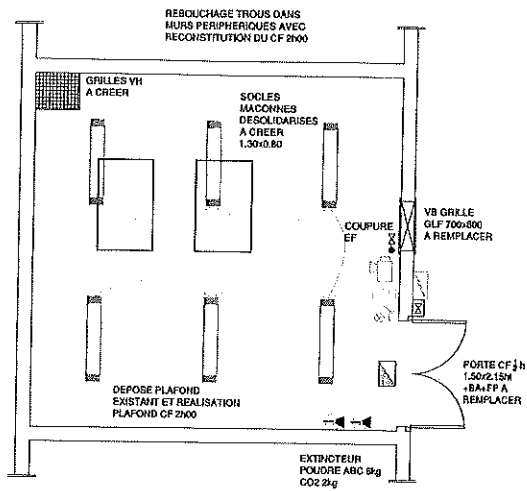 REBOUCHAGE TROUS DANS
MURS PERIPHERIQUES AVEC
RECONSTITUTION DU CF 2h00
GRILLES VH
A CREER
SOCLES
MACONNES
DESOLIDARISES
A CREER
1.30x0.80
COUPURE
EF
VB GRILLE
GLF 700x800
A REMPLACER
PORTE CF ½ h
1.50x2.15M
+BA+FP A
REMPLACER
DEPOSE PLAFOND
EXISTANT ET REALISATION
PLAFOND CF 2h00
EXTINCTEUR
POUDRE ABC 6kg
CO2 2kg